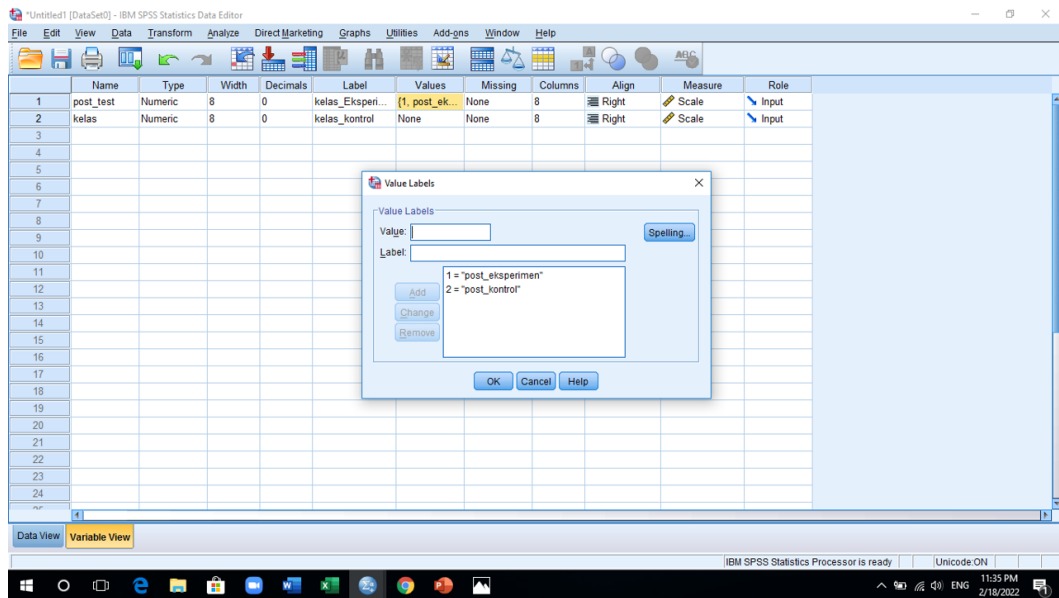 *Untitled1 [DataSet0] - IBM SPSS Statistics Data Editor
File Edit View Data Transform Analyze Direct Marketing Graphs Utilities Add-ons Window Help
Name Type Width Decimals Label Values Missing Columns Align Measure Role
1 post_test Numeric 8 0 kelas_Eksperi... {1, post_ek... None 8 Right Scale Input
2 kelas Numeric 8 0 kelas_kontrol None None 8 Right Scale Input
3
4
5
6
7
8
9
10
11
12
13
14
15
16
17
18
19
20
21
22
23
24
Value Labels
Value Labels
Value:
Spelling...
Label:
1 = "post_eksperimen"
2 = "post_kontrol"
Add
Change
Remove
OK Cancel Help
Data View Variable View
IBM SPSS Statistics Processor is ready Unicode:ON
ENG 11:35 PM
2/18/2022